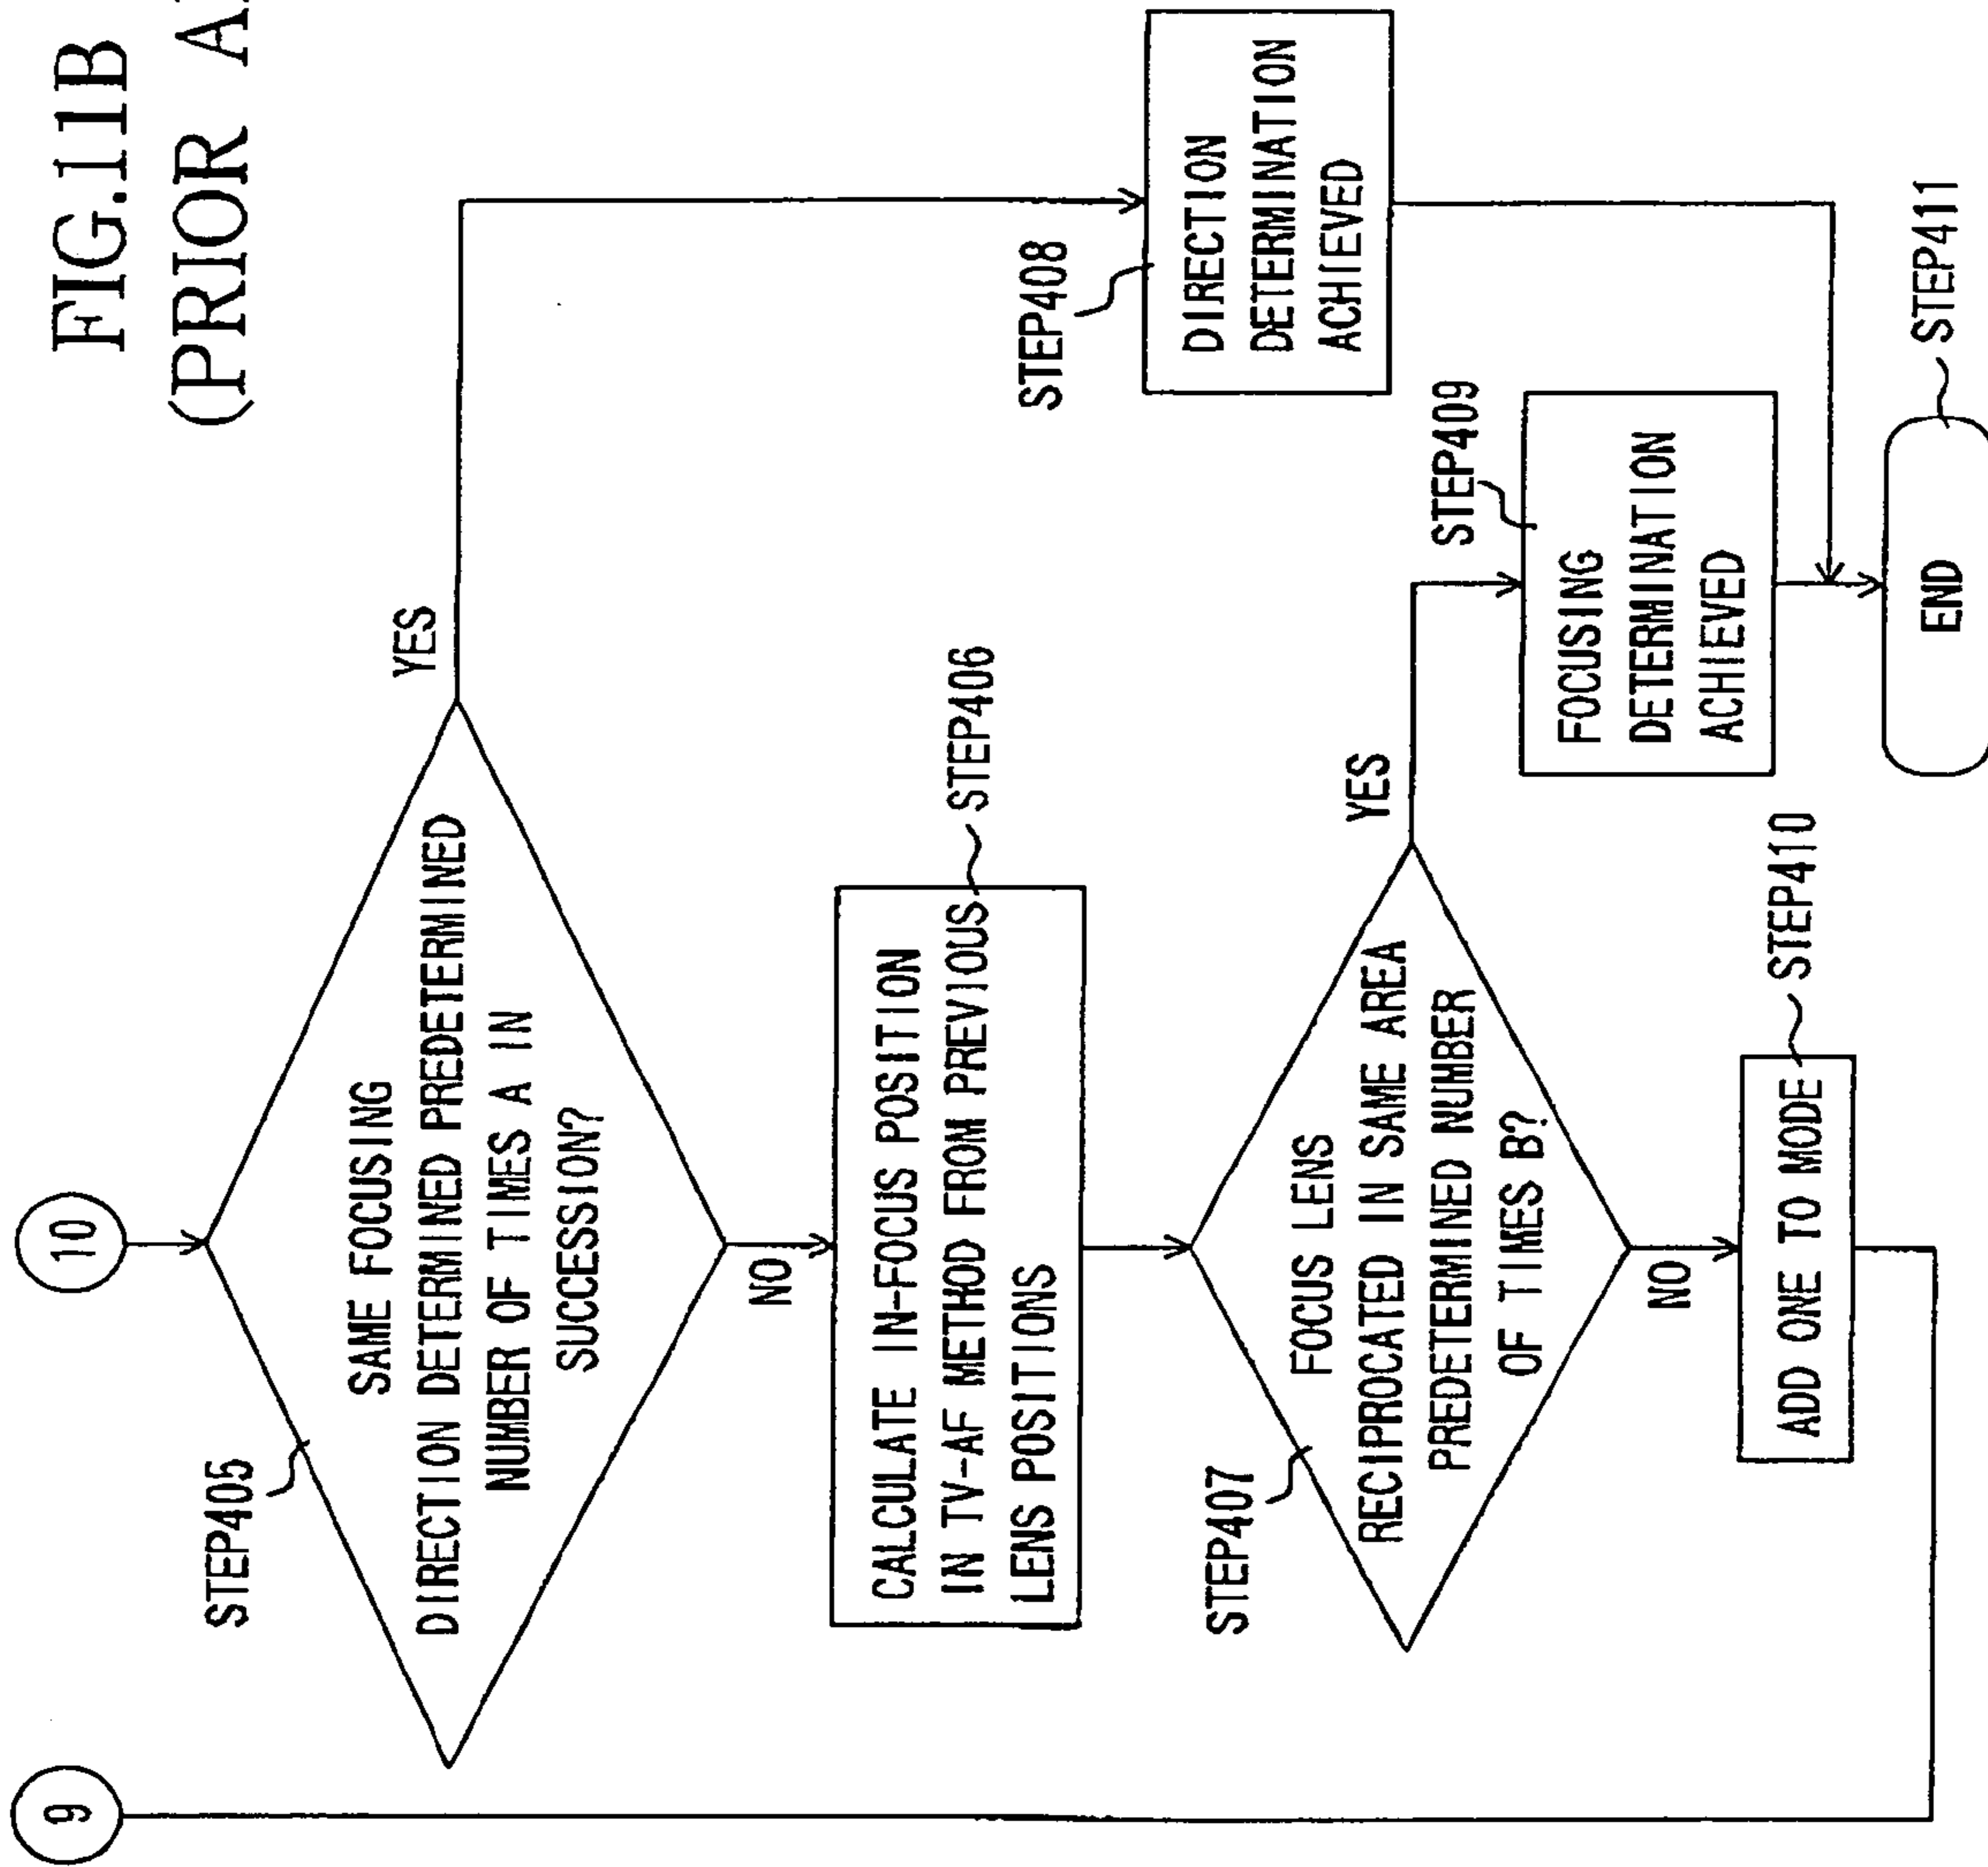 FIG.11B
(PRIOR A
10
9
STEP405
SAME FOCUSING
DIRECTION DETERMINED PREDETERMINED
NUMBER OF TIMES A IN
SUCCESSION?
YES
NO
CALCULATE IN-FOCUS POSITION
IN TV-AF METHOD FROM PREVIOUS
LENS POSITIONS
STEP406
STEP407
FOCUS LENS
RECIPROCATED IN SAME AREA
PREDETERMINED NUMBER
OF TIMES B?
YES
NO
STEP408
DIRECTION
DETERMINATION
ACHIEVED
STEP409
FOCUSING
DETERMINATION
ACHIEVED
ADD ONE TO MODE
STEP410
END
STEP411